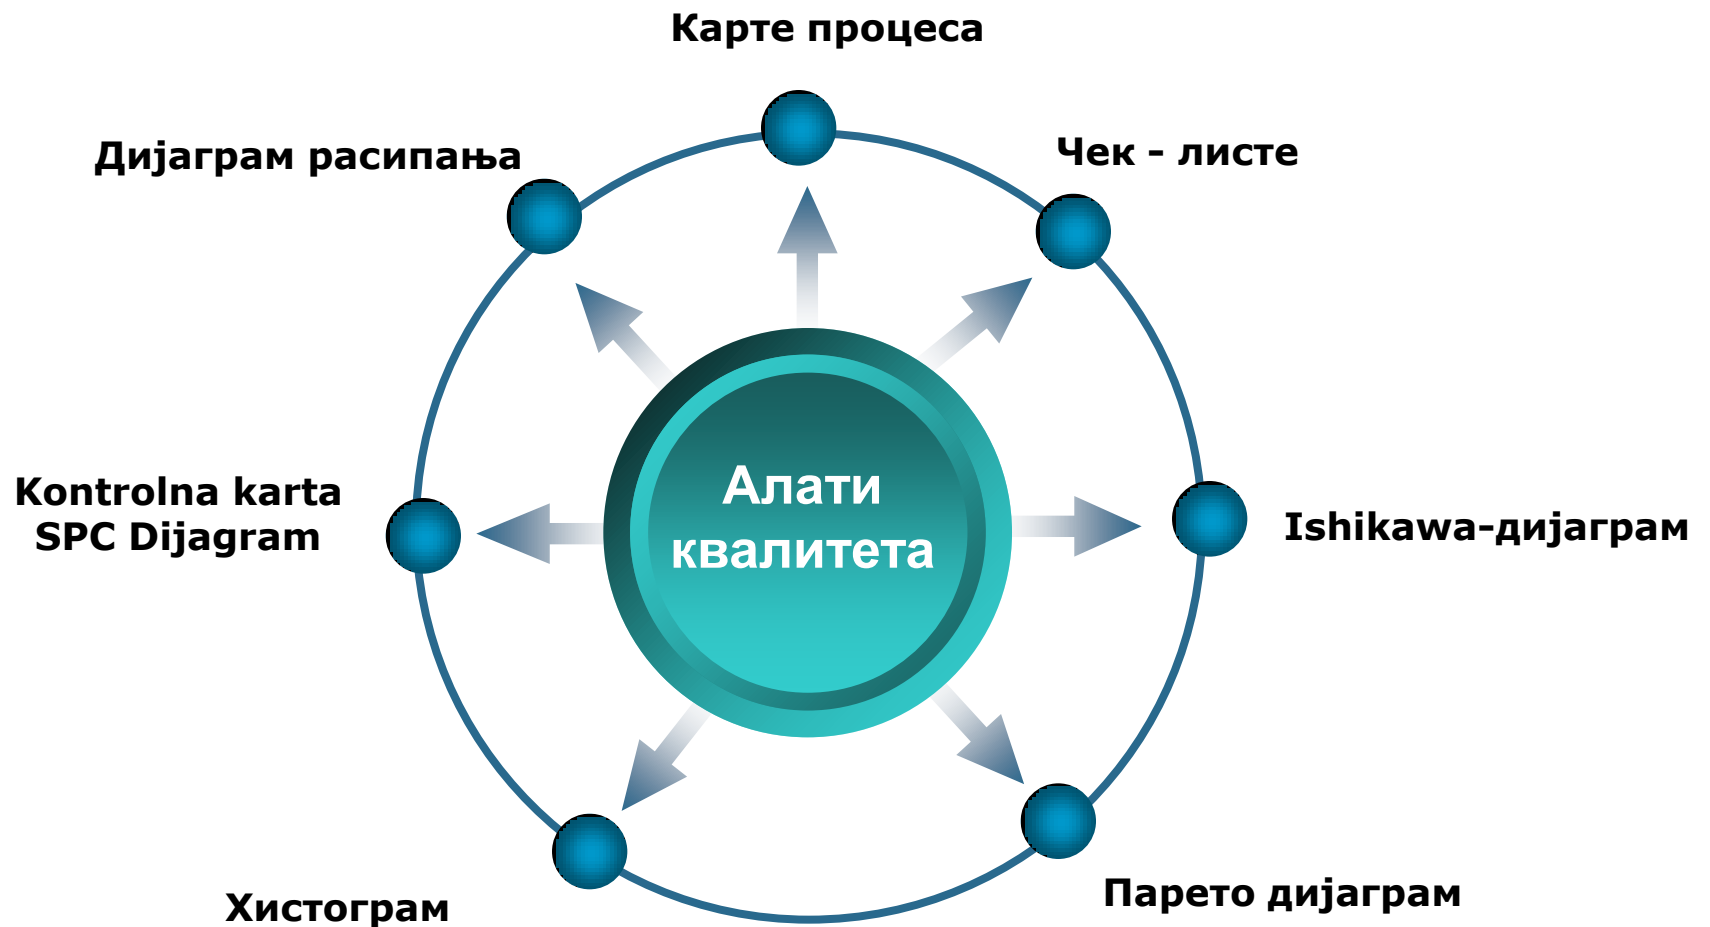 Карте процеса
Дијаграм расипања
Чек - листе
Kontrolna karta
SPC Dijagram
Алати
квалитета
Ishikawa-дијаграм
Хистограм
Парето дијаграм